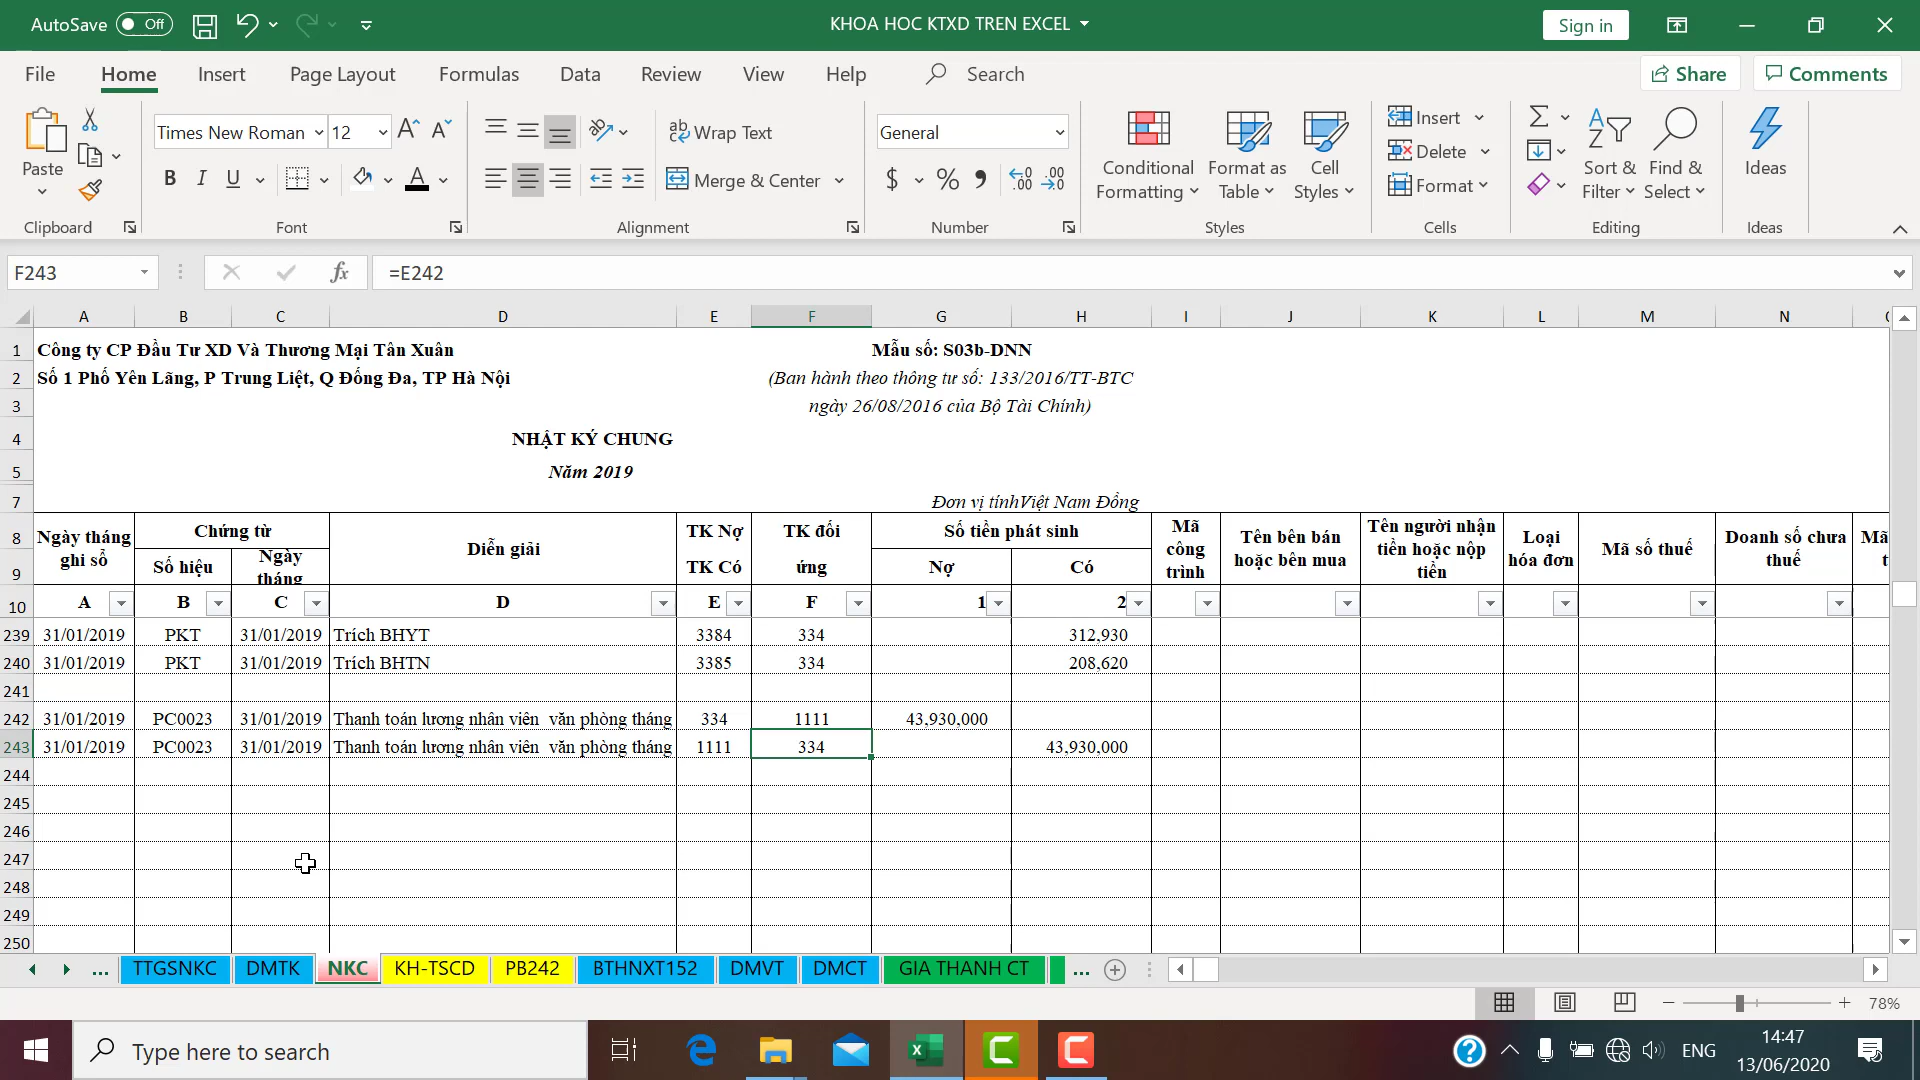 AutoSave Off
KHOA HOC KTXD TREN EXCEL
Sign in
File Home Insert Page Layout Formulas Data Review View Help Search
Share Comments
Paste
Clipboard
Times New Roman 12
B I U
Font
ab Wrap Text
Merge & Center
Alignment
General
$ % 9
Number
Conditional Formatting
Format as Table
Cell Styles
Styles
Insert
Delete
Format
Cells
Sort & Filter
Find & Select
Editing
Ideas
Ideas
F243 fx =E242
A B C D E F G H I J K L M N
1 Công ty CP Đầu Tư XD Và Thương Mại Tân Xuân Mẫu số: S03b-DNN
2 Số 1 Phố Yên Lãng, P Trung Liệt, Q Đống Đa, TP Hà Nội (Ban hành theo thông tư số: 133/2016/TT-BTC
3 ngày 26/08/2016 của Bộ Tài Chính)
4 NHẬT KÝ CHUNG
5 Năm 2019
7 Đơn vị tínhViệt Nam Đồng
8
9
Ngày tháng ghi sổ
Chứng từ
Số hiệu
Ngày tháng
Diễn giải
TK Nợ
TK Có
TK đối ứng
Số tiền phát sinh
Nợ
Có
Mã công trình
Tên bên bán hoặc bên mua
Tên người nhận tiền hoặc nộp tiền
Loại hóa đơn
Mã số thuế
Doanh số chưa thuế
Mã
10 A B C D E F 1 2
239 31/01/2019 PKT 31/01/2019 Trích BHYT 3384 334 312,930
240 31/01/2019 PKT 31/01/2019 Trích BHTN 3385 334 208,620
241
242 31/01/2019 PC0023 31/01/2019 Thanh toán lương nhân viên văn phòng tháng 334 1111 43,930,000
243 31/01/2019 PC0023 31/01/2019 Thanh toán lương nhân viên văn phòng tháng 1111 334 43,930,000
244
245
246
247
248
249
250
... TTGSNKC DMTK NKC KH-TSCD PB242 BTHNXT152 DMVT DMCT GIA THANH CT ...
78%
Type here to search
ENG
14:47
13/06/2020